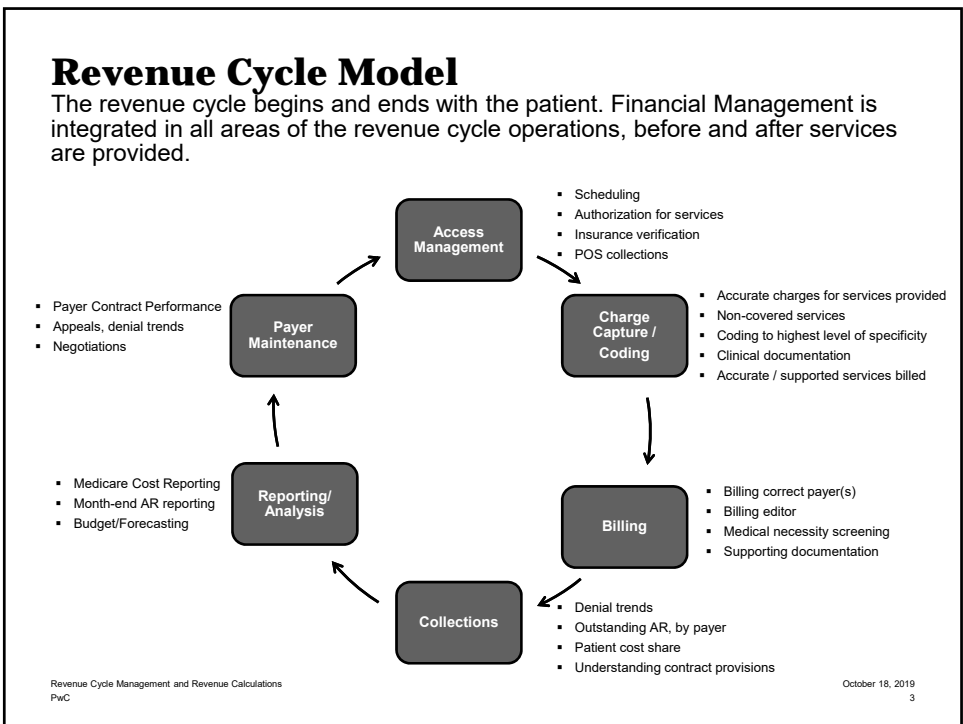 Revenue Cycle Model
The revenue cycle begins and ends with the patient. Financial Management is
integrated in all areas of the revenue cycle operations, before and after services
are provided.
Access
Management
▪ Scheduling
▪ Authorization for services
▪ Insurance verification
▪ POS collections
Charge
Capture /
Coding
▪ Accurate charges for services provided
▪ Non-covered services
▪ Coding to highest level of specificity
▪ Clinical documentation
▪ Accurate / supported services billed
Billing
▪ Billing correct payer(s)
▪ Billing editor
▪ Medical necessity screening
▪ Supporting documentation
Collections
▪ Denial trends
▪ Outstanding AR, by payer
▪ Patient cost share
▪ Understanding contract provisions
▪ Medicare Cost Reporting
▪ Month-end AR reporting
▪ Budget/Forecasting
Reporting/
Analysis
▪ Payer Contract Performance
▪ Appeals, denial trends
▪ Negotiations
Payer
Maintenance
Revenue Cycle Management and Revenue Calculations
PwC
October 18, 2019
3